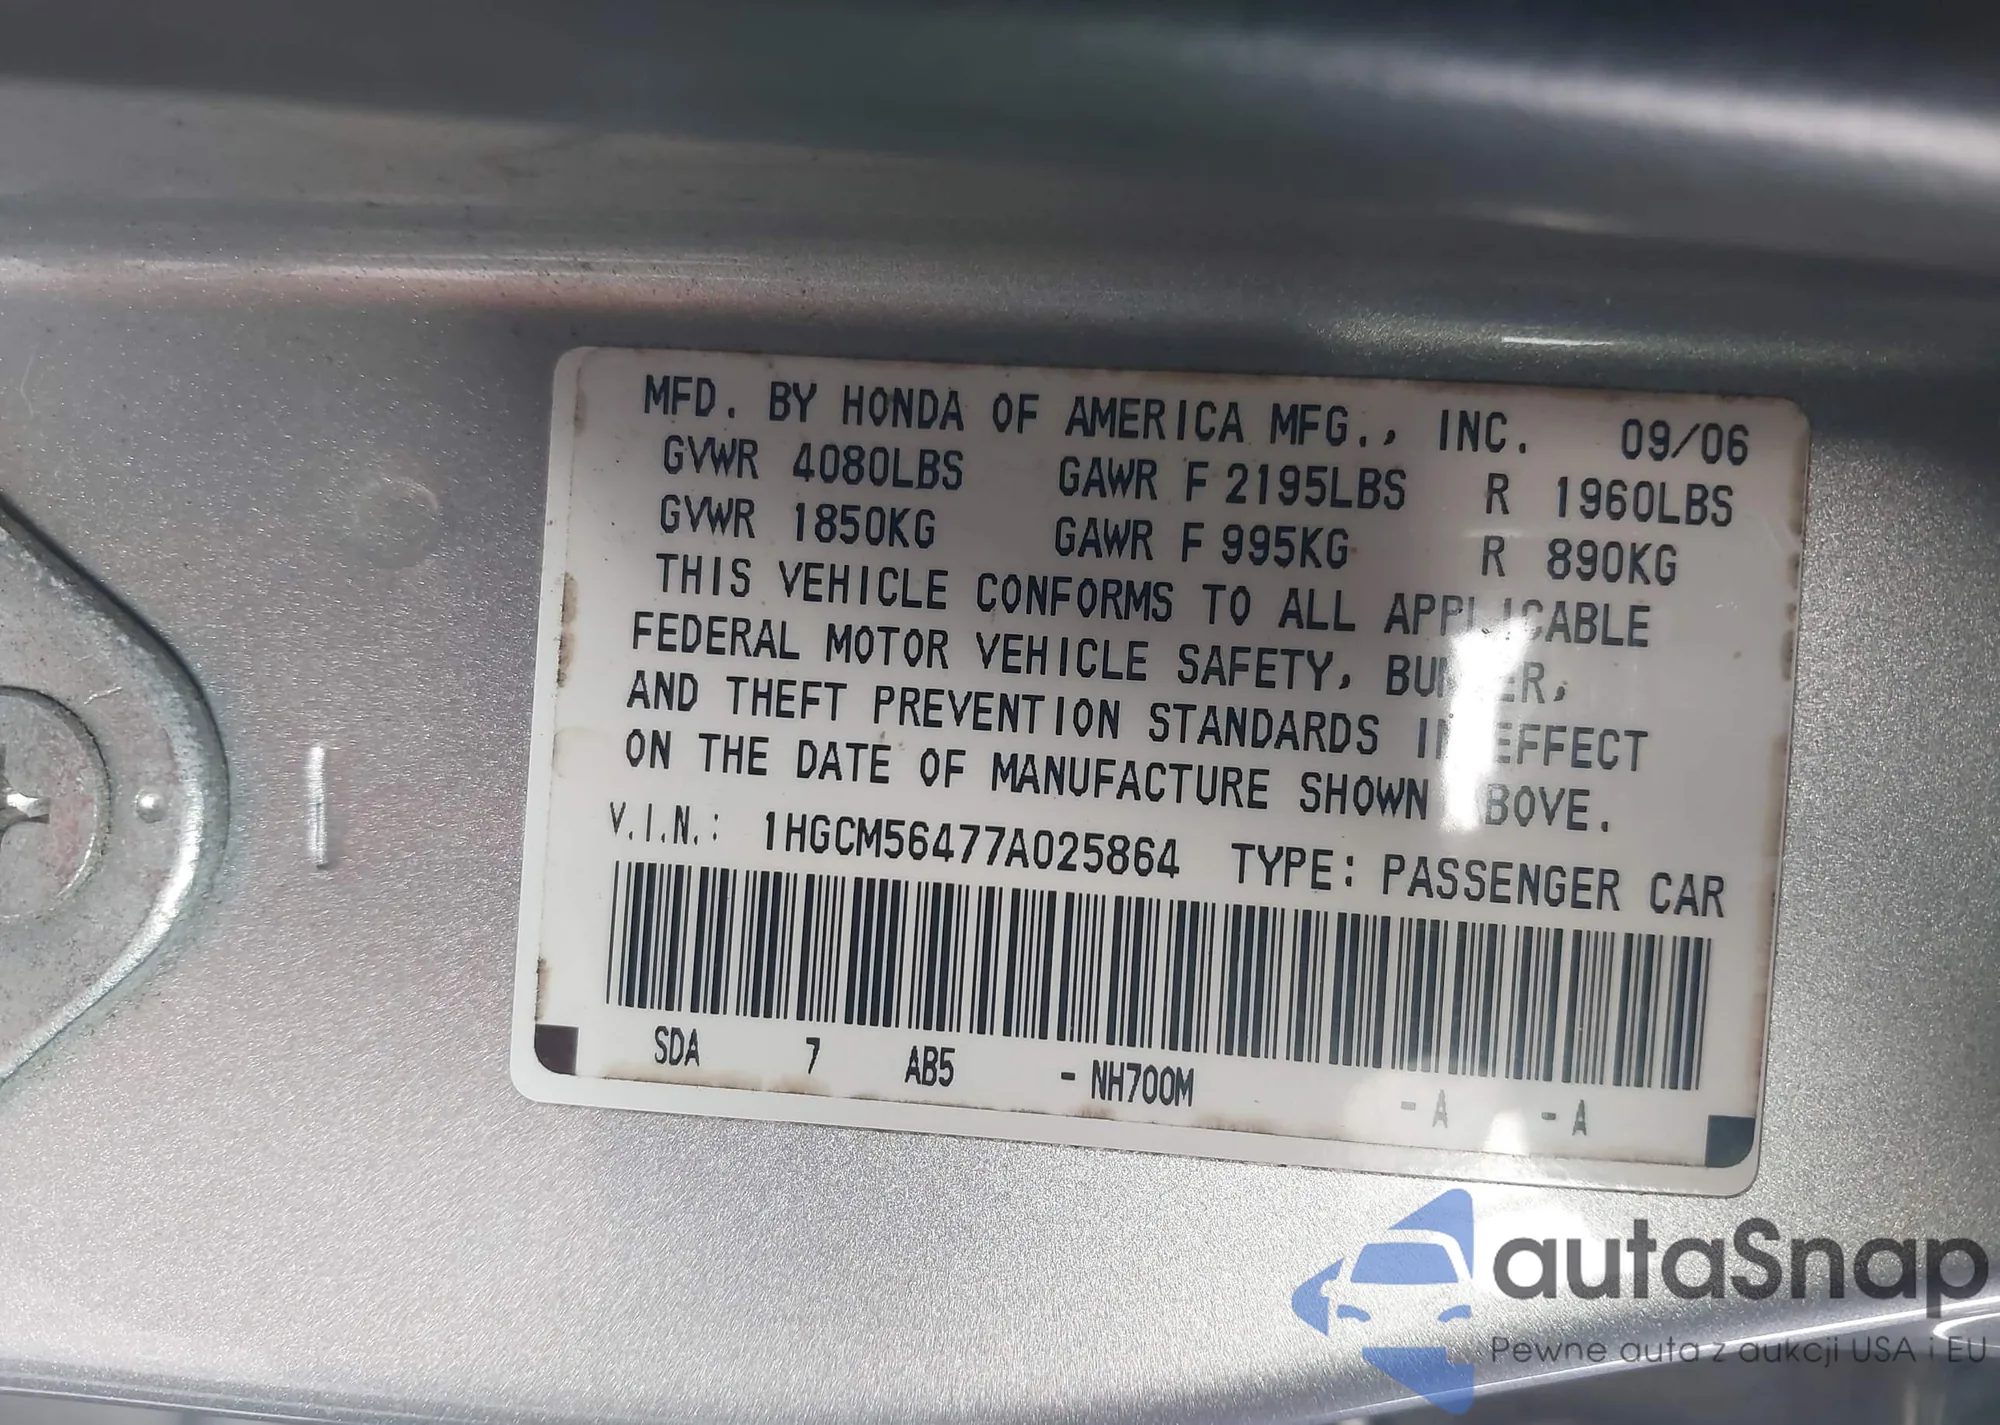 MFD. BY HONDA OF AMERICA MFG., INC. 09/06
GVWR 4080LBS GAWR F 2195LBS R 1960LBS
GVWR 1850KG GAWR F 995KG R 890KG
THIS VEHICLE CONFORMS TO ALL APPLICABLE
FEDERAL MOTOR VEHICLE SAFETY, BUMPER,
AND THEFT PREVENTION STANDARDS IN EFFECT
ON THE DATE OF MANUFACTURE SHOWN ABOVE.
V.I.N.: 1HGCM56477A025864 TYPE: PASSENGER CAR
SDA 7 AB5 - NH700M - A - A
autaSnap
Pewne auta z aukcji USA i EU